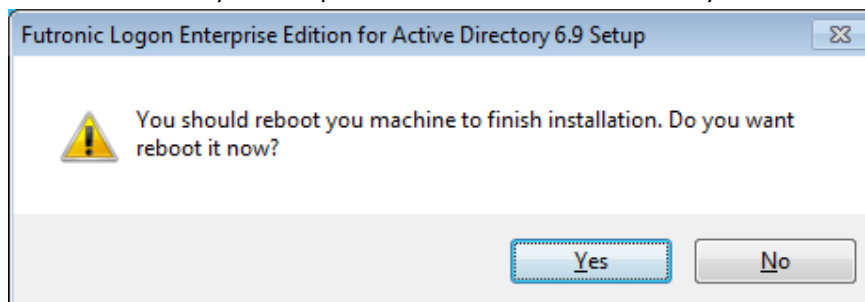 Futronic Logon Enterprise Edition for Active Directory 6.9 Setup
You should reboot you machine to finish installation. Do you want
reboot it now?
Yes
No